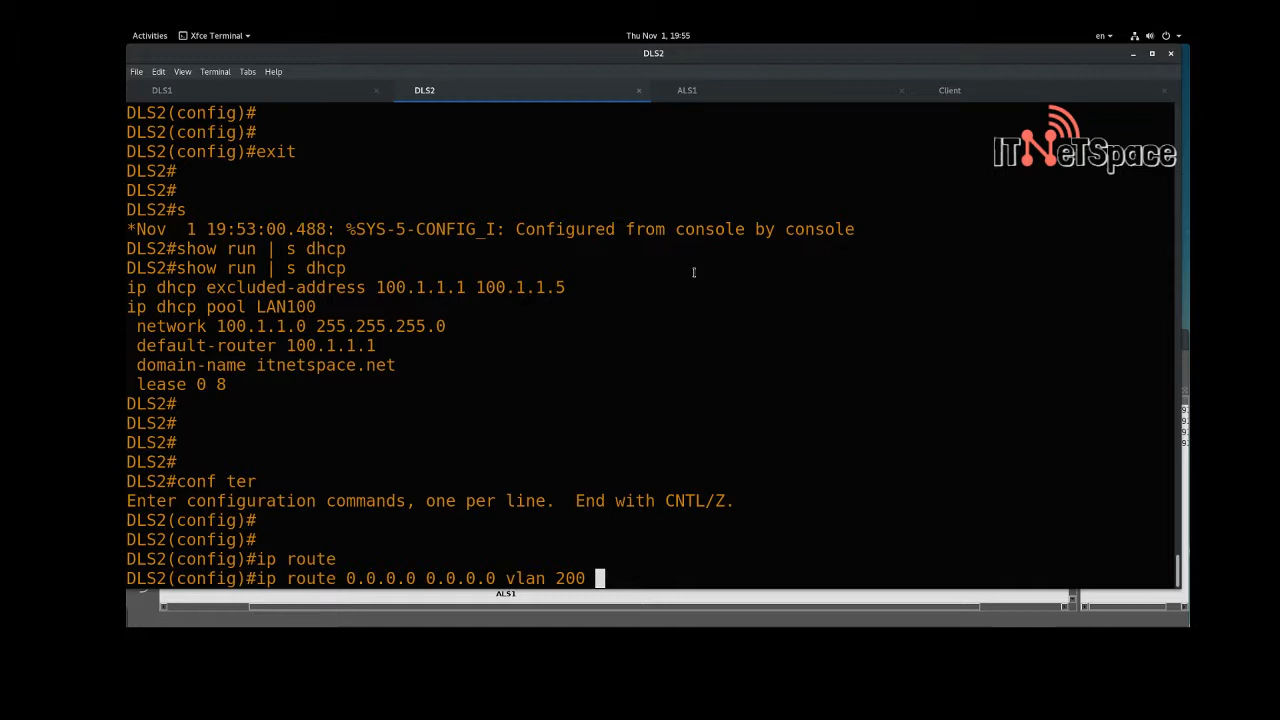 Activities Xfce Terminal Thu Nov 1, 19:55 en
DLS2
File Edit View Terminal Tabs Help
DLS1 DLS2 ALS1 Client
DLS2(config)#
DLS2(config)#
DLS2(config)#exit
ITNeTSpace
DLS2#
DLS2#
DLS2#s
*Nov  1 19:53:00.488: %SYS-5-CONFIG_I: Configured from console by console
DLS2#show run | s dhcp
DLS2#show run | s dhcp
ip dhcp excluded-address 100.1.1.1 100.1.1.5
ip dhcp pool LAN100
 network 100.1.1.0 255.255.255.0
 default-router 100.1.1.1
 domain-name itnetspace.net
 lease 0 8
DLS2#
DLS2#
DLS2#
DLS2#
DLS2#conf ter
Enter configuration commands, one per line.  End with CNTL/Z.
DLS2(config)#
DLS2(config)#
DLS2(config)#ip route
DLS2(config)#ip route 0.0.0.0 0.0.0.0 vlan 200
ALS1